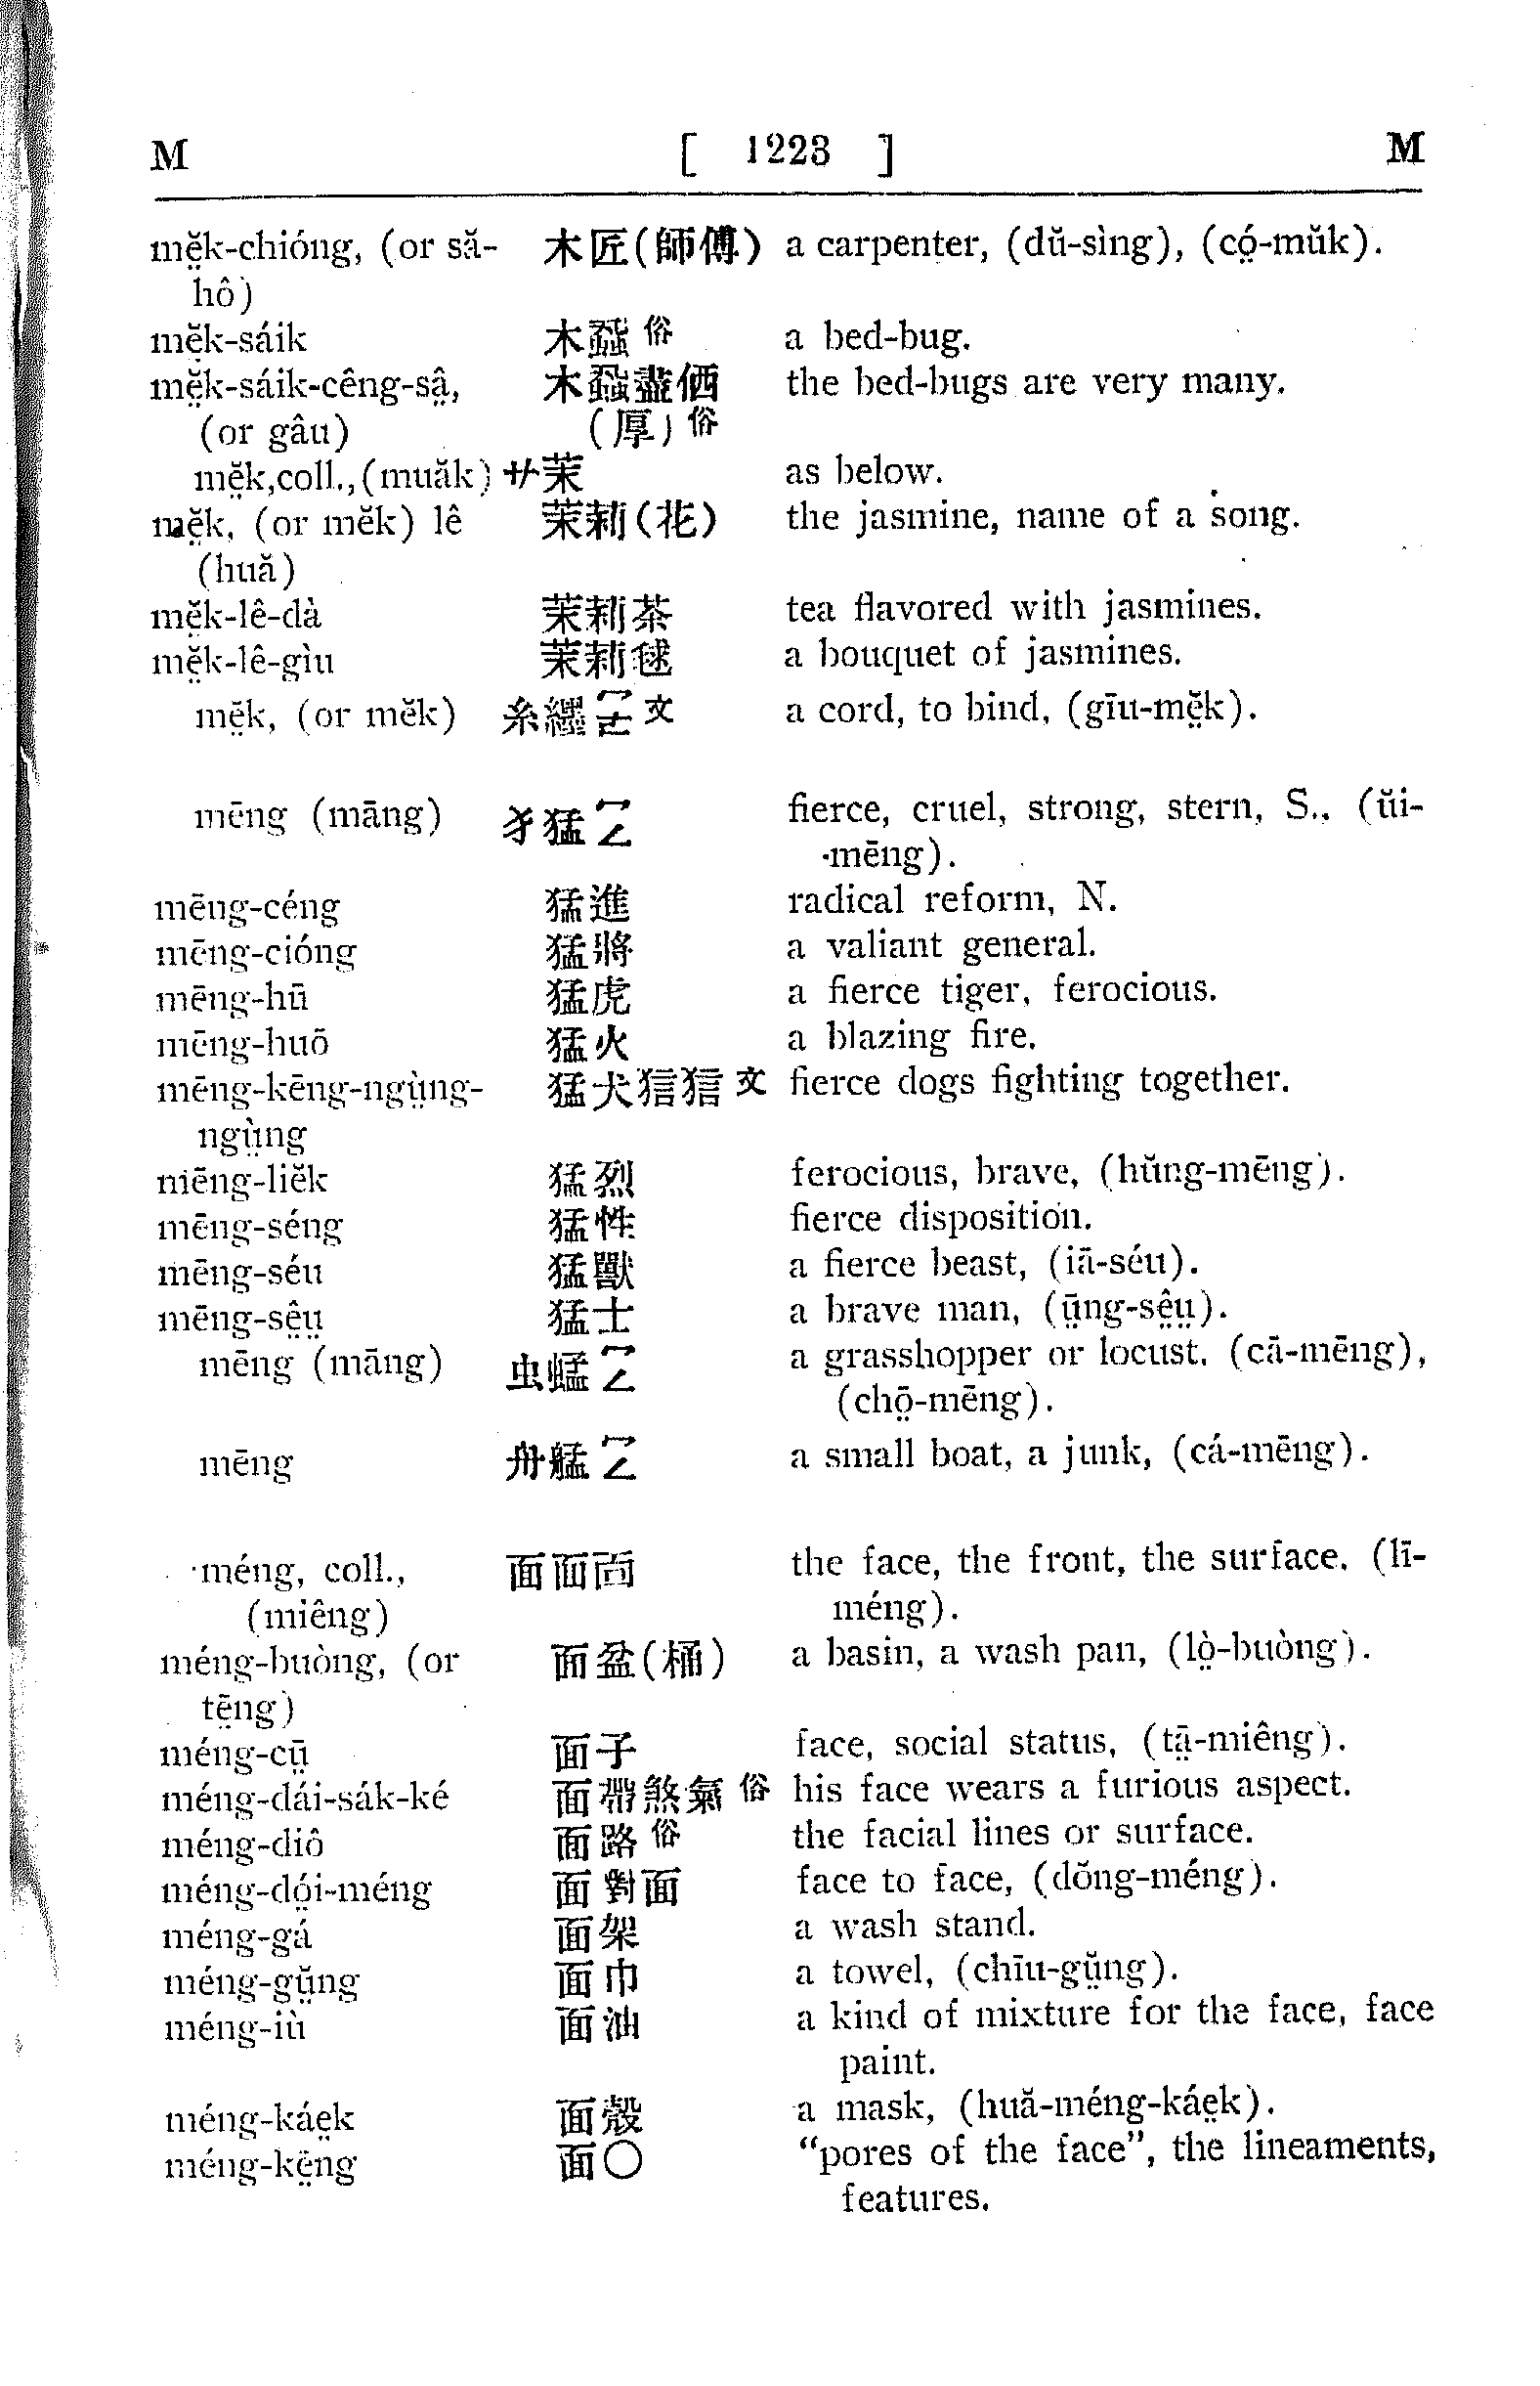 M [ 1223 ] M
mĕ̤k-chióng, (or să- 木匠(師傅) a carpenter, (dŭ-sìng), (có̤-mŭk).
hô)
mĕ̤k-sáik 木蝨俗 a bed-bug.
mĕ̤k-sáik-cêng-sâ̤, 木蝨盡㑥 the bed-bugs are very many.
(or gâu) (厚)俗
mĕ̤k,coll.,(muăk) 艹茉 as below.
mĕ̤k, (or mĕk) lê 茉莉(花) the jasmine, name of a song.
(huă)
mĕ̤k-lê-dà 茉莉茶 tea flavored with jasmines.
mĕ̤k-lê-gìu 茉莉毬 a bouquet of jasmines.
mĕ̤k, (or mĕk) 糸纆 文 a cord, to bind, (gīu-mĕ̤k).
mēng (māng) 犭猛 fierce, cruel, strong, stern, S., (ŭi-
mēng).
mēng-céng 猛進 radical reform, N.
mēng-cióng 猛將 a valiant general.
mēng-hū 猛虎 a fierce tiger, ferocious.
mēng-huō 猛火 a blazing fire.
mēng-kēng-ngṳ̀ng- 猛犬狺狺文 fierce dogs fighting together.
ngṳ̀ng
mēng-liĕk 猛烈 ferocious, brave, (hŭng-mēng).
mēng-séng 猛性 fierce disposition.
mēng-séu 猛獸 a fierce beast, (iā-séu).
mēng-sê̤ṳ 猛士 a brave man, (ṳ̄ng-sê̤ṳ).
mēng (māng) 虫蜢 a grasshopper or locust, (cā-mēng),
(chō̤-mēng).
mēng 舟艋 a small boat, a junk, (cá-mēng).
méng, coll., 面面靣 the face, the front, the surface, (lī-
(miêng) méng).
méng-buòng, (or 面盆(桶) a basin, a wash pan, (lò̤-buòng).
tē̤ng)
méng-cṳ̄ 面子 face, social status, (tā̤-miêng).
méng-dái-sák-ké 面帶煞氣俗 his face wears a furious aspect.
méng-diô 面路俗 the facial lines or surface.
méng-dó̤i-méng 面對面 face to face, (dŏng-méng).
méng-gá 面架 a wash stand.
méng-gṳ̆ng 面巾 a towel, (chīu-gṳ̆ng).
méng-iù 面油 a kind of mixture for the face, face
paint.
méng-káe̤k 面殼 a mask, (huă-méng-káe̤k).
méng-kē̤ng 面〇 “pores of the face”, the lineaments,
features.